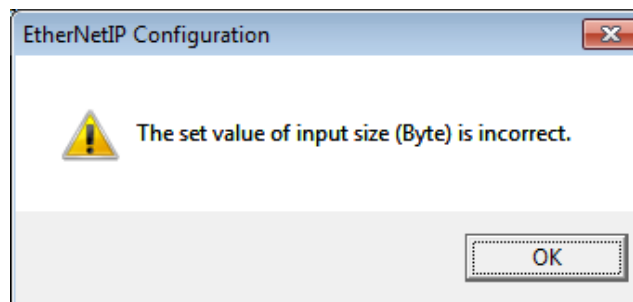 EtherNetIP Configuration
The set value of input size (Byte) is incorrect.
OK